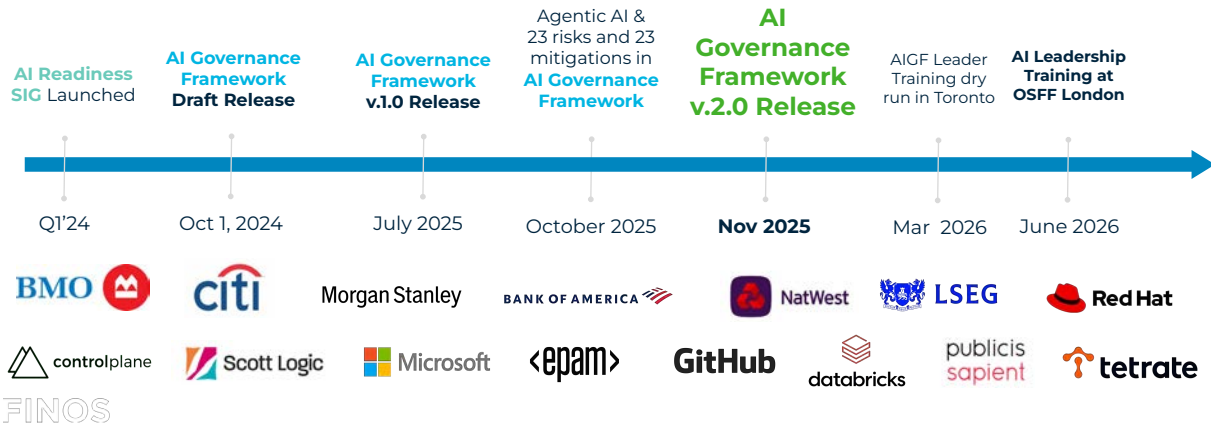 AI Readiness
SIG Launched
AI Governance
Framework
Draft Release
AI Governance
Framework
v.1.0 Release
Agentic AI &
23 risks and 23
mitigations in
AI Governance
Framework
AI
Governance
Framework
v.2.0 Release
AIGF Leader
Training dry
run in Toronto
AI Leadership
Training at
OSFF London
Q1'24
Oct 1, 2024
July 2025
October 2025
Nov 2025
Mar 2026
June 2026
BMO
citi
Morgan Stanley
BANK OF AMERICA
NatWest
LSEG
Red Hat
controlplane
Scott Logic
Microsoft
<epam>
GitHub
databricks
publicis
sapient
tetrate
FINOS